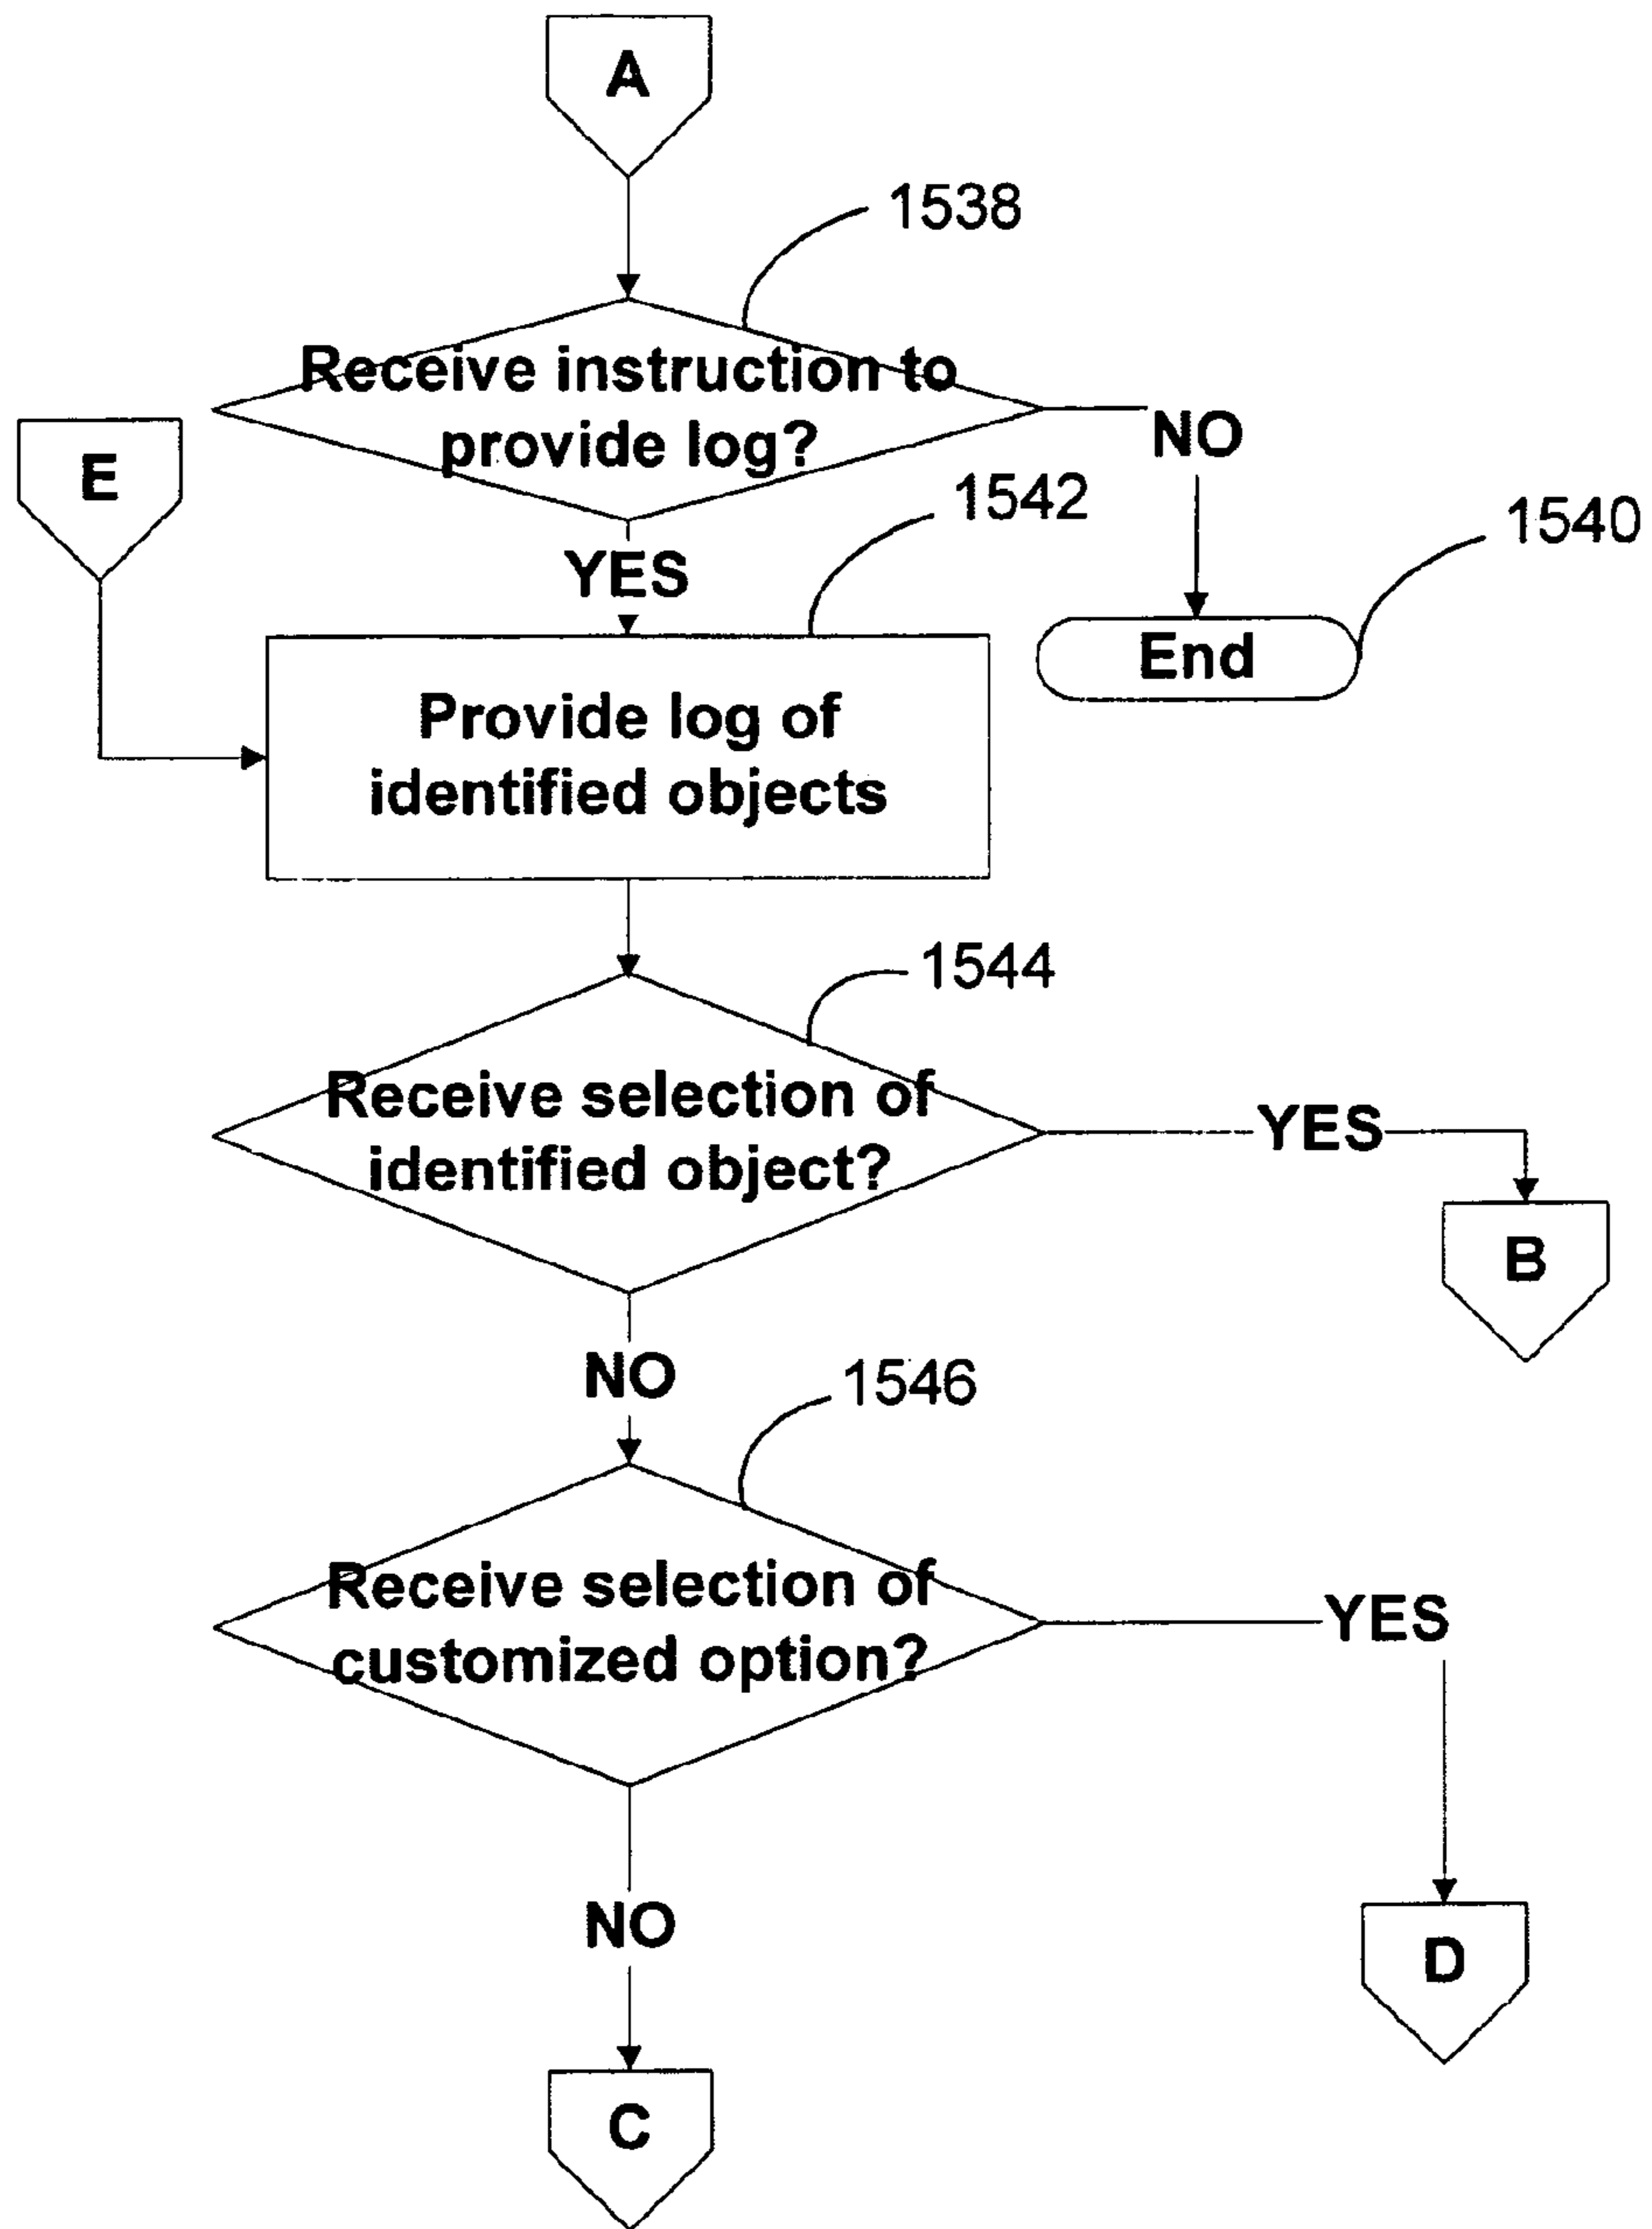 A
1538
Receive instruction to
provide log?
NO
E
1542
1540
YES
End
Provide log of
identified objects
1544
Receive selection of
identified object?
YES
B
NO
1546
Receive selection of
customized option?
YES
NO
D
C